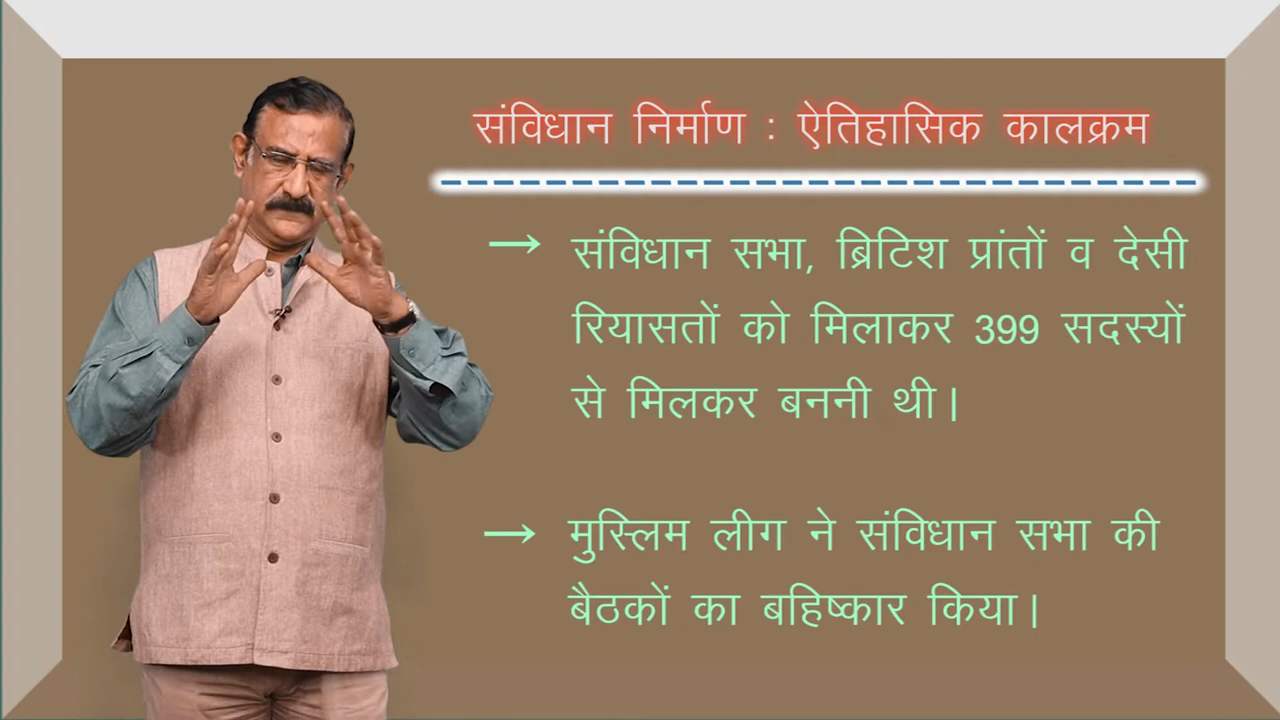 संविधान निर्माण : ऐतिहासिक कालक्रम
→ संविधान सभा, ब्रिटिश प्रांतों व देसी
रियासतों को मिलाकर 399 सदस्यों
से मिलकर बननी थी।
→ मुस्लिम लीग ने संविधान सभा की
बैठकों का बहिष्कार किया।